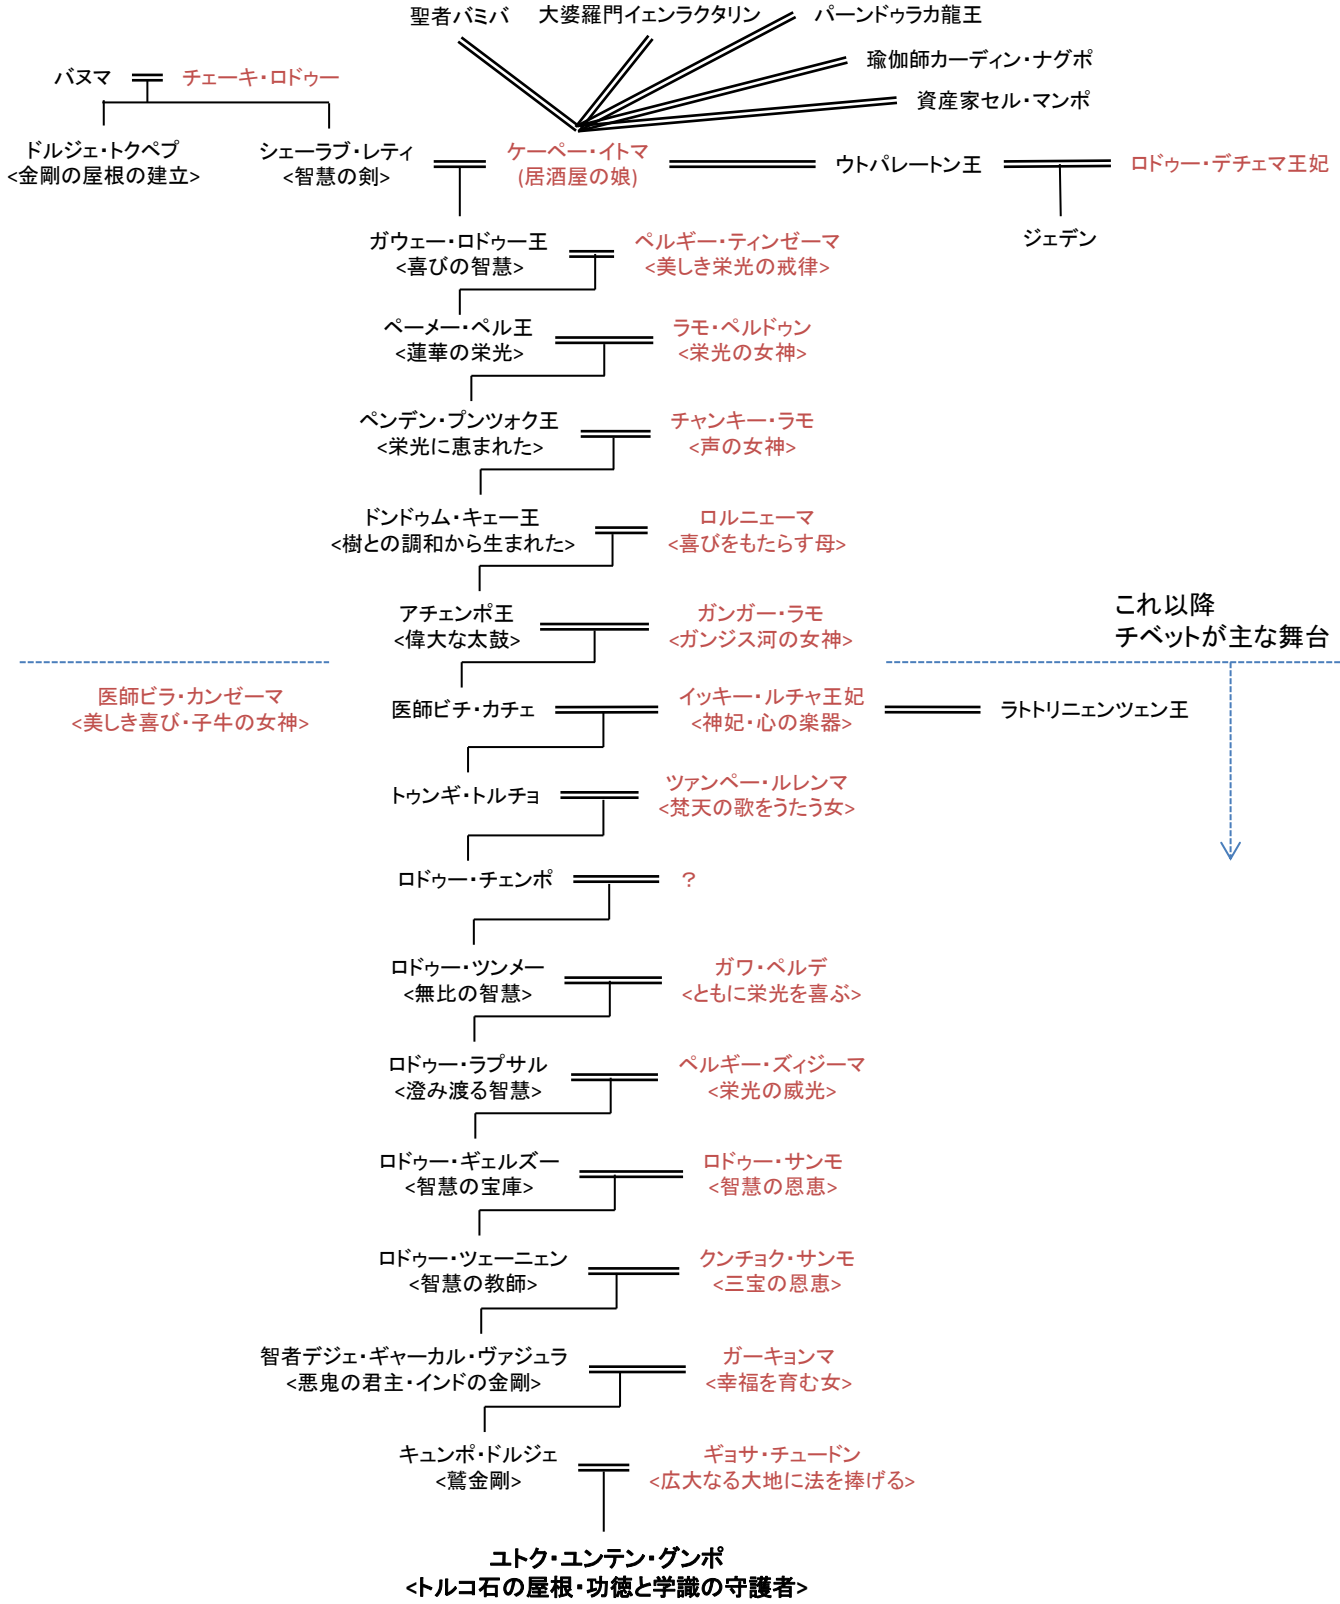 聖者バミバ
大婆羅門イェンラクタリン
パーンドゥラカ龍王
瑜伽師カーディン・ナグポ
資産家セル・マンポ
バヌマ
チェーキ・ロドゥー
ドルジェ・トクペプ
<金剛の屋根の建立>
シェーラブ・レティ
<智慧の剣>
ケーペー・イトマ
(居酒屋の娘)
ウトパレートン王
ロドゥー・デチェマ王妃
ジェデン
ガウェー・ロドゥー王
<喜びの智慧>
ペルギー・ティンゼーマ
<美しき栄光の戒律>
ペーメー・ペル王
<蓮華の栄光>
ラモ・ペルドゥン
<栄光の女神>
ペンデン・プンツォク王
<栄光に恵まれた>
チャンキー・ラモ
<声の女神>
ドンドゥム・キェー王
<樹との調和から生まれた>
ロルニェーマ
<喜びをもたらす母>
アチェンポ王
<偉大な太鼓>
ガンガー・ラモ
<ガンジス河の女神>
これ以降
チベットが主な舞台
医師ビラ・カンゼーマ
<美しき喜び・子牛の女神>
医師ビチ・カチェ
イッキー・ルチャ王妃
<神妃・心の楽器>
ラトトリニェンツェン王
トゥンギ・トルチョ
ツァンペー・ルレンマ
<梵天の歌をうたう女>
ロドゥー・チェンポ
？
ロドゥー・ツンメー
<無比の智慧>
ガワ・ペルデ
<ともに栄光を喜ぶ>
ロドゥー・ラプサル
<澄み渡る智慧>
ペルギー・ズィジーマ
<栄光の威光>
ロドゥー・ギェルズー
<智慧の宝庫>
ロドゥー・サンモ
<智慧の恩恵>
ロドゥー・ツェーニェン
<智慧の教師>
クンチョク・サンモ
<三宝の恩恵>
智者デジェ・ギャーカル・ヴァジュラ
<悪鬼の君主・インドの金剛>
ガーキョンマ
<幸福を育む女>
キュンポ・ドルジェ
<鷲金剛>
ギョサ・チュードン
<広大なる大地に法を捧げる>
ユトク・ユンテン・グンポ
<トルコ石の屋根・功徳と学識の守護者>